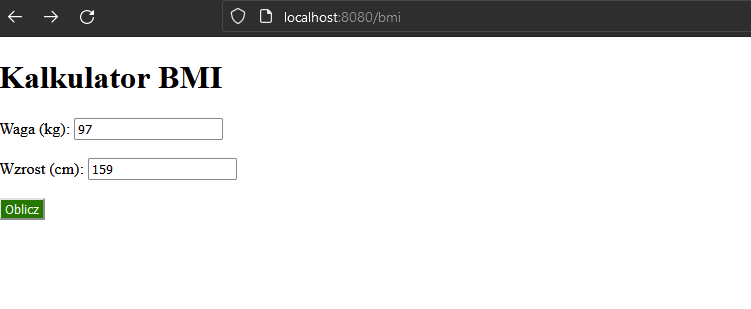 localhost:8080/bmi
Kalkulator BMI
Waga (kg): 97
Wzrost (cm): 159
Oblicz